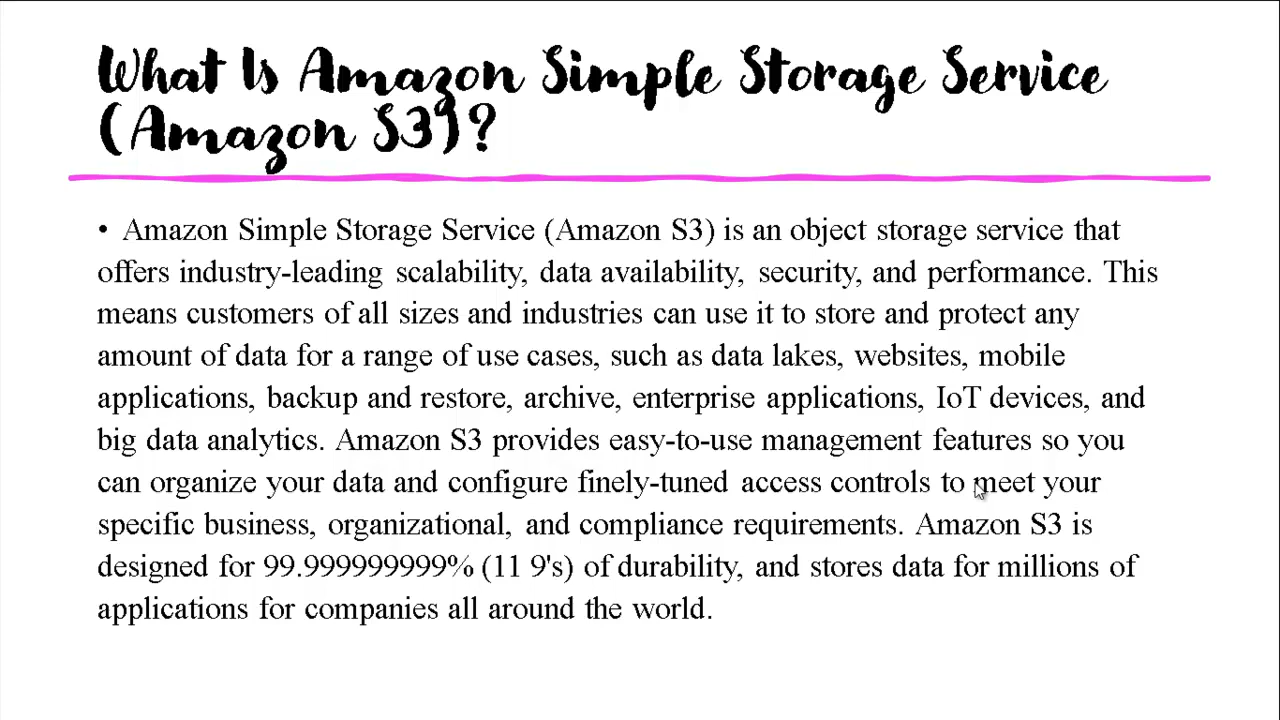 What Is Amazon Simple Storage Service
(Amazon S3)?
• Amazon Simple Storage Service (Amazon S3) is an object storage service that
offers industry-leading scalability, data availability, security, and performance. This
means customers of all sizes and industries can use it to store and protect any
amount of data for a range of use cases, such as data lakes, websites, mobile
applications, backup and restore, archive, enterprise applications, IoT devices, and
big data analytics. Amazon S3 provides easy-to-use management features so you
can organize your data and configure finely-tuned access controls to meet your
specific business, organizational, and compliance requirements. Amazon S3 is
designed for 99.999999999% (11 9's) of durability, and stores data for millions of
applications for companies all around the world.